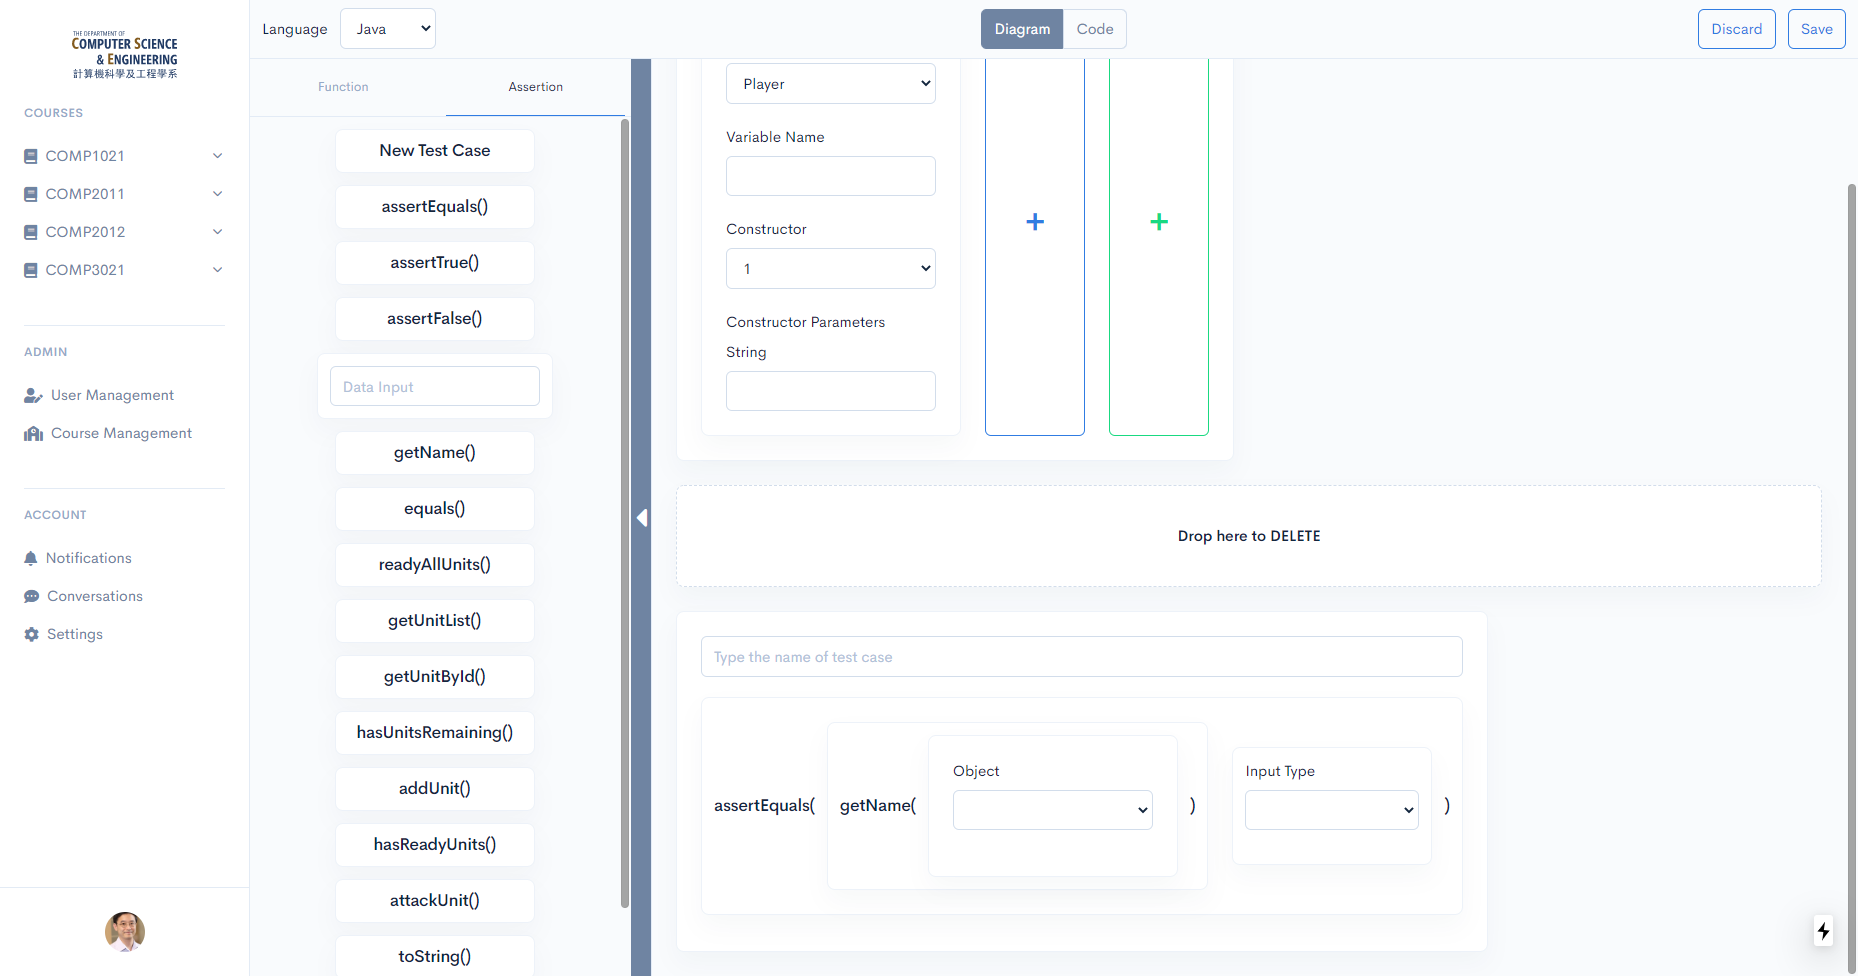 THE DEPARTMENT OF
COMPUTER SCIENCE
& ENGINEERING
計算機科學及工程學系
COURSES
COMP1021
COMP2011
COMP2012
COMP3021
ADMIN
User Management
Course Management
ACCOUNT
Notifications
Conversations
Settings
Language
Java
Diagram
Code
Discard
Save
Function
Assertion
New Test Case
assertEquals()
assertTrue()
assertFalse()
Data Input
getName()
equals()
readyAllUnits()
getUnitList()
getUnitById()
hasUnitsRemaining()
addUnit()
hasReadyUnits()
attackUnit()
toString()
Player
Variable Name
Constructor
1
Constructor Parameters
String
+
+
Drop here to DELETE
Type the name of test case
Object
Input Type
assertEquals( getName( ) )